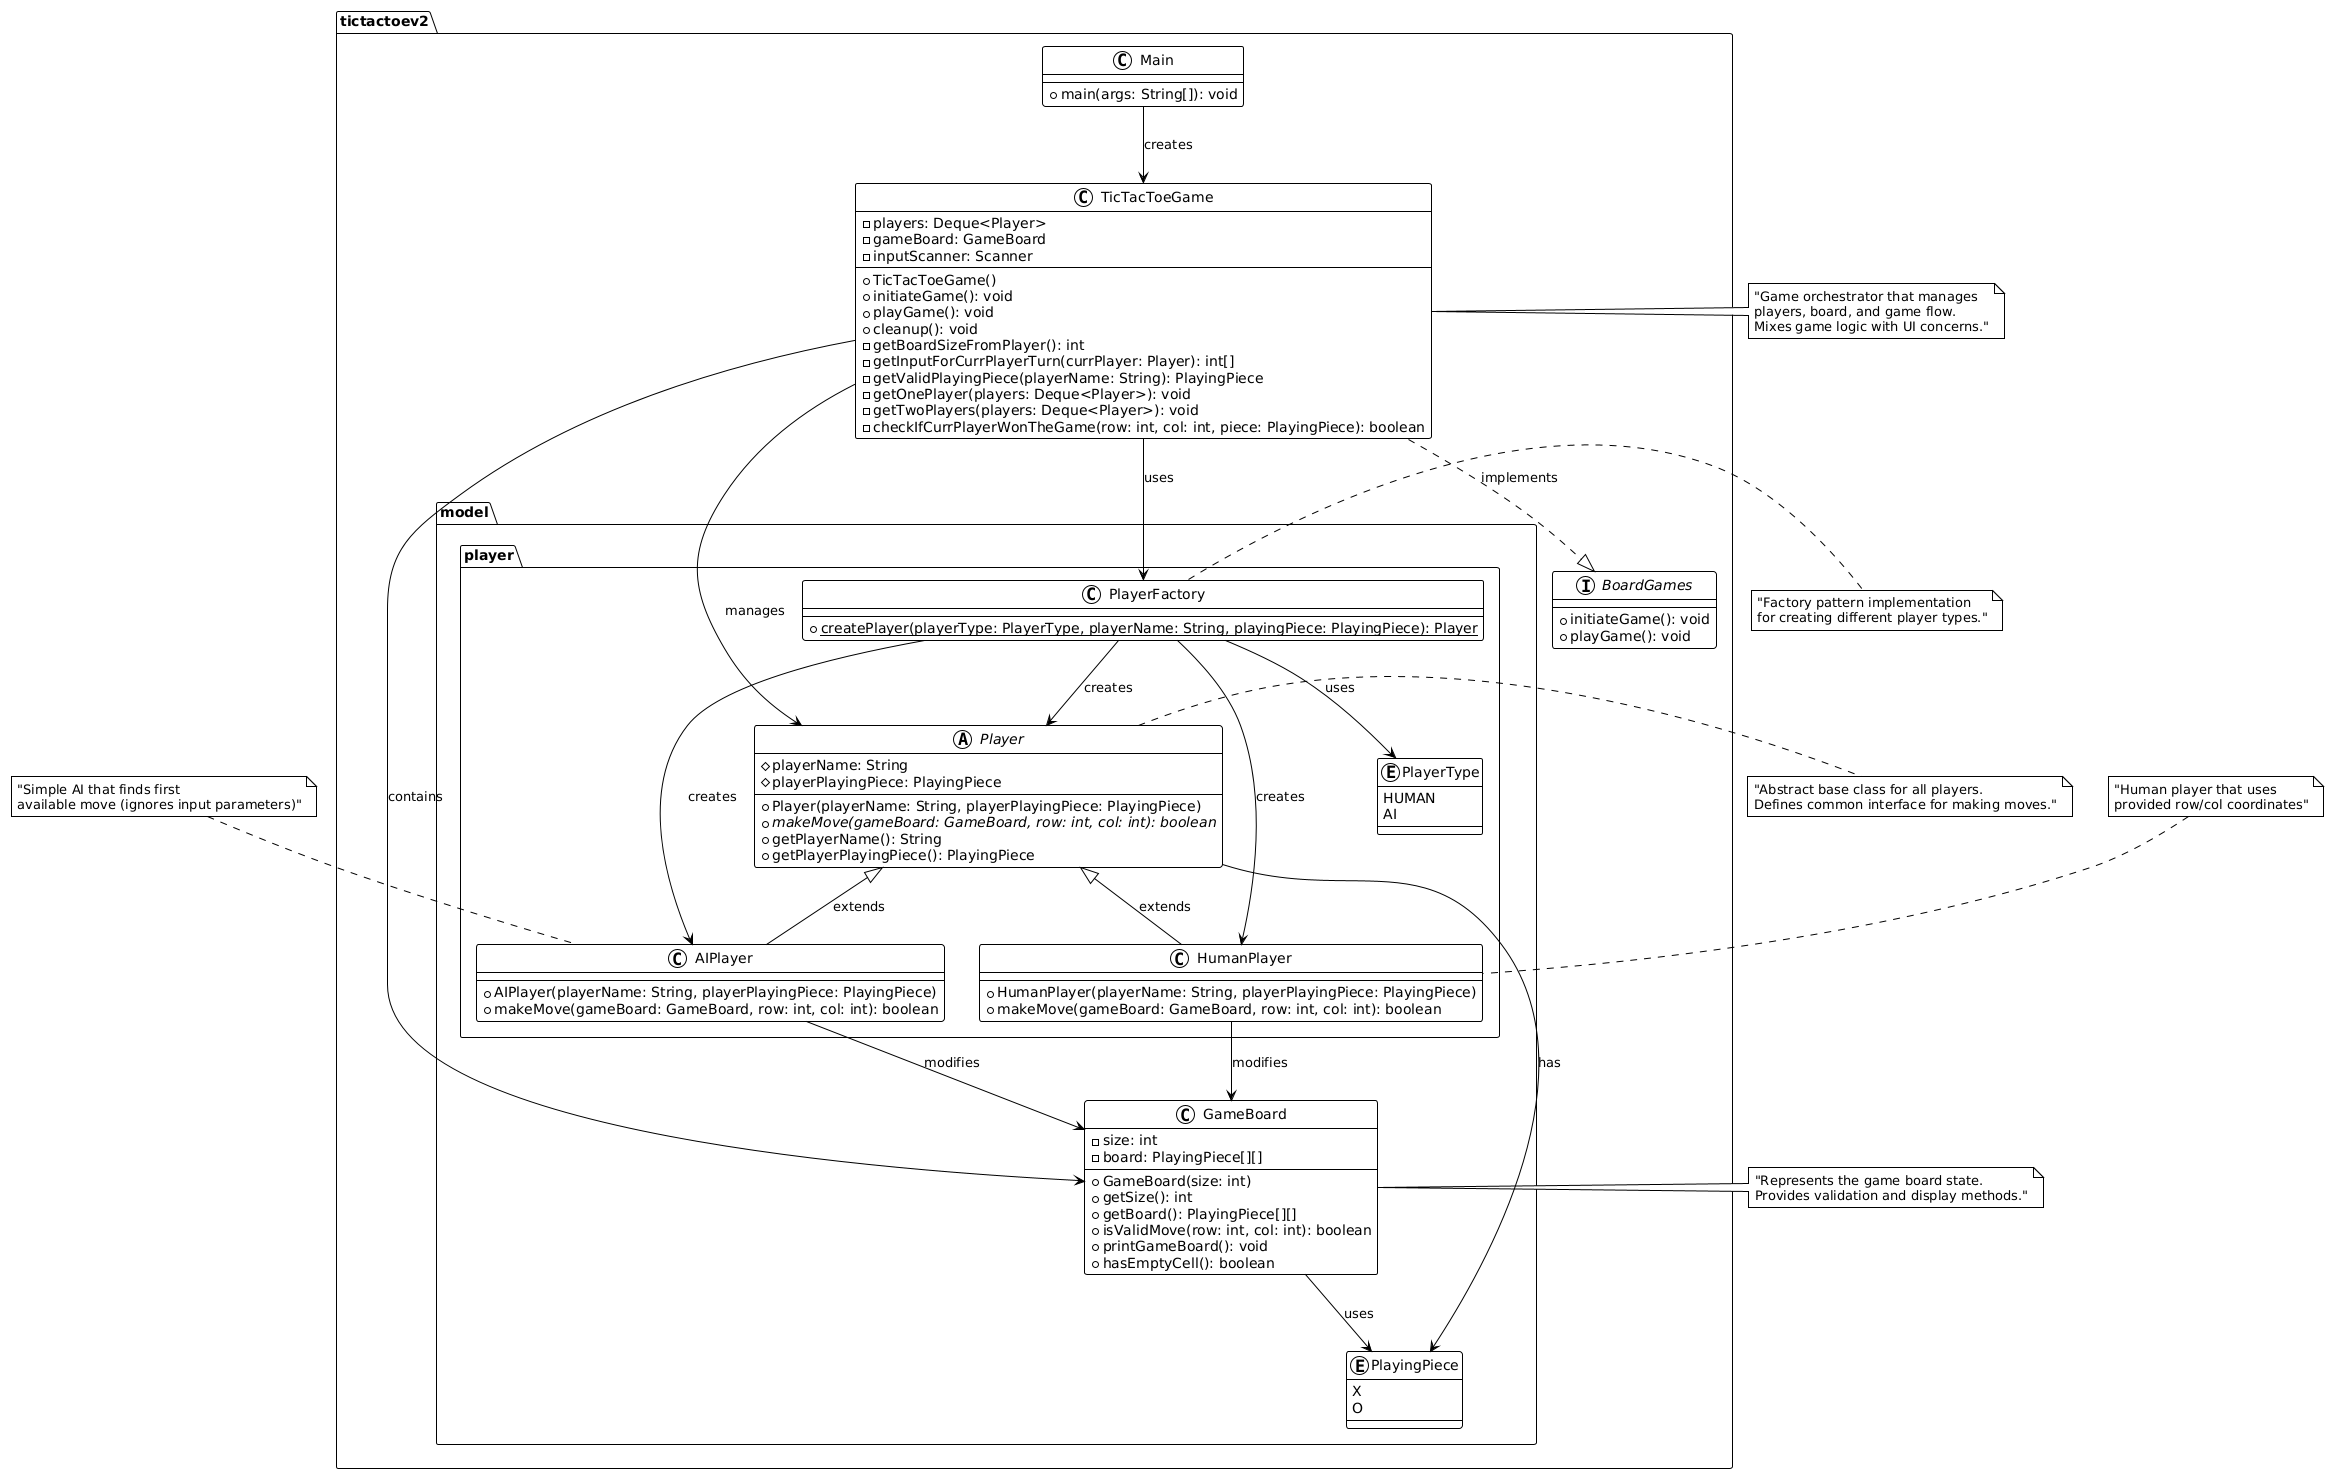 tictactoev2
C Main
main(args: String[]): void
creates
C TicTacToeGame
players: Deque<Player>
gameBoard: GameBoard
inputScanner: Scanner
TicTacToeGame()
initiateGame(): void
playGame(): void
cleanup(): void
getBoardSizeFromPlayer(): int
getInputForCurrPlayerTurn(currPlayer: Player): int[]
getValidPlayingPiece(playerName: String): PlayingPiece
getOnePlayer(players: Deque<Player>): void
getTwoPlayers(players: Deque<Player>): void
checkIfCurrPlayerWonTheGame(row: int, col: int, piece: PlayingPiece): boolean
"Game orchestrator that manages
players, board, and game flow.
Mixes game logic with UI concerns."
uses
implements
model
player
C PlayerFactory
createPlayer(playerType: PlayerType, playerName: String, playingPiece: PlayingPiece): Player
I BoardGames
initiateGame(): void
playGame(): void
"Factory pattern implementation
for creating different player types."
manages
creates
uses
C
A Player
playerName: String
playerPlayingPiece: PlayingPiece
Player(playerName: String, playerPlayingPiece: PlayingPiece)
makeMove(gameBoard: GameBoard, row: int, col: int): boolean
getPlayerName(): String
getPlayerPlayingPiece(): PlayingPiece
E PlayerType
HUMAN
AI
"Simple AI that finds first
available move (ignores input parameters)"
contains
creates
creates
"Abstract base class for all players.
Defines common interface for making moves."
"Human player that uses
provided row/col coordinates"
extends
extends
C AIPlayer
AIPlayer(playerName: String, playerPlayingPiece: PlayingPiece)
makeMove(gameBoard: GameBoard, row: int, col: int): boolean
C HumanPlayer
HumanPlayer(playerName: String, playerPlayingPiece: PlayingPiece)
makeMove(gameBoard: GameBoard, row: int, col: int): boolean
modifies
modifies
has
C GameBoard
size: int
board: PlayingPiece[][]
GameBoard(size: int)
getSize(): int
getBoard(): PlayingPiece[][]
isValidMove(row: int, col: int): boolean
printGameBoard(): void
hasEmptyCell(): boolean
"Represents the game board state.
Provides validation and display methods."
uses
E PlayingPiece
X
O